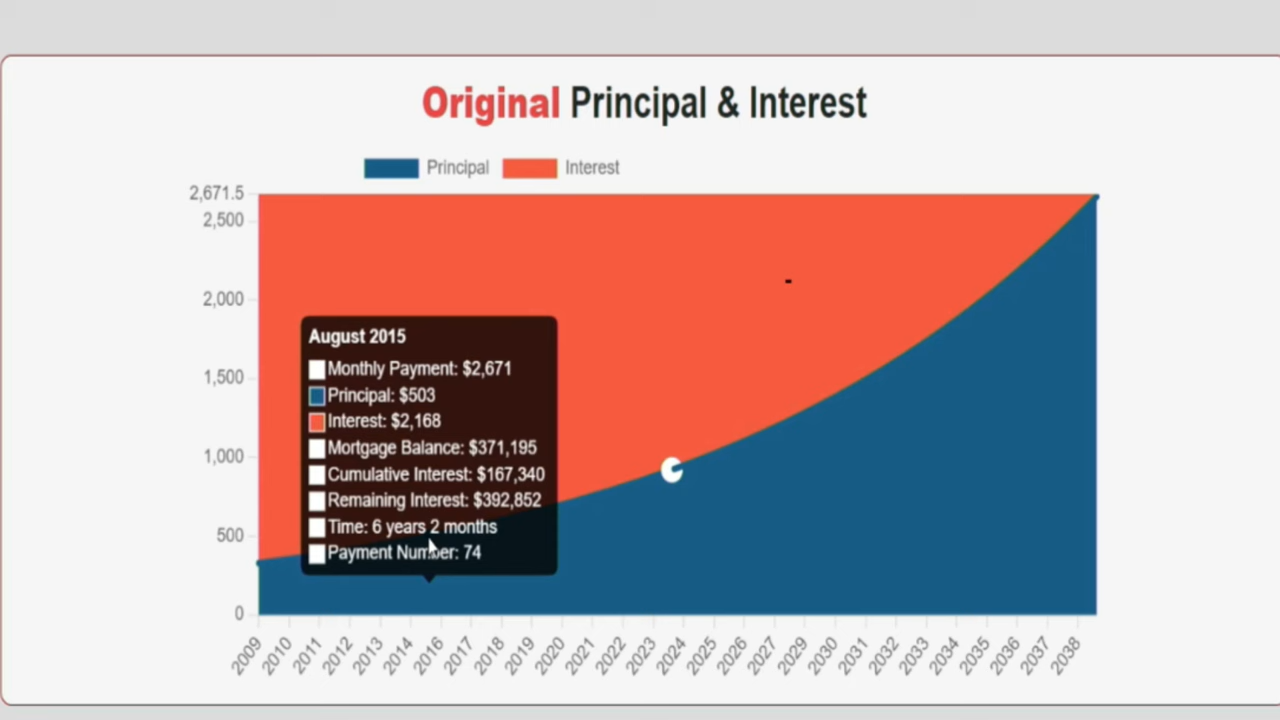 Original Principal & Interest
Principal
Interest
2,671.5
2,500
2,000
1,500
1,000
500
0
August 2015
Monthly Payment: $2,671
Principal: $503
Interest: $2,168
Mortgage Balance: $371,195
Cumulative Interest: $167,340
Remaining Interest: $392,852
Time: 6 years 2 months
Payment Number: 74
2009
2010
2011
2012
2013
2014
2016
2017
2018
2019
2020
2021
2022
2023
2024
2025
2026
2027
2029
2030
2031
2032
2033
2034
2035
2036
2037
2038